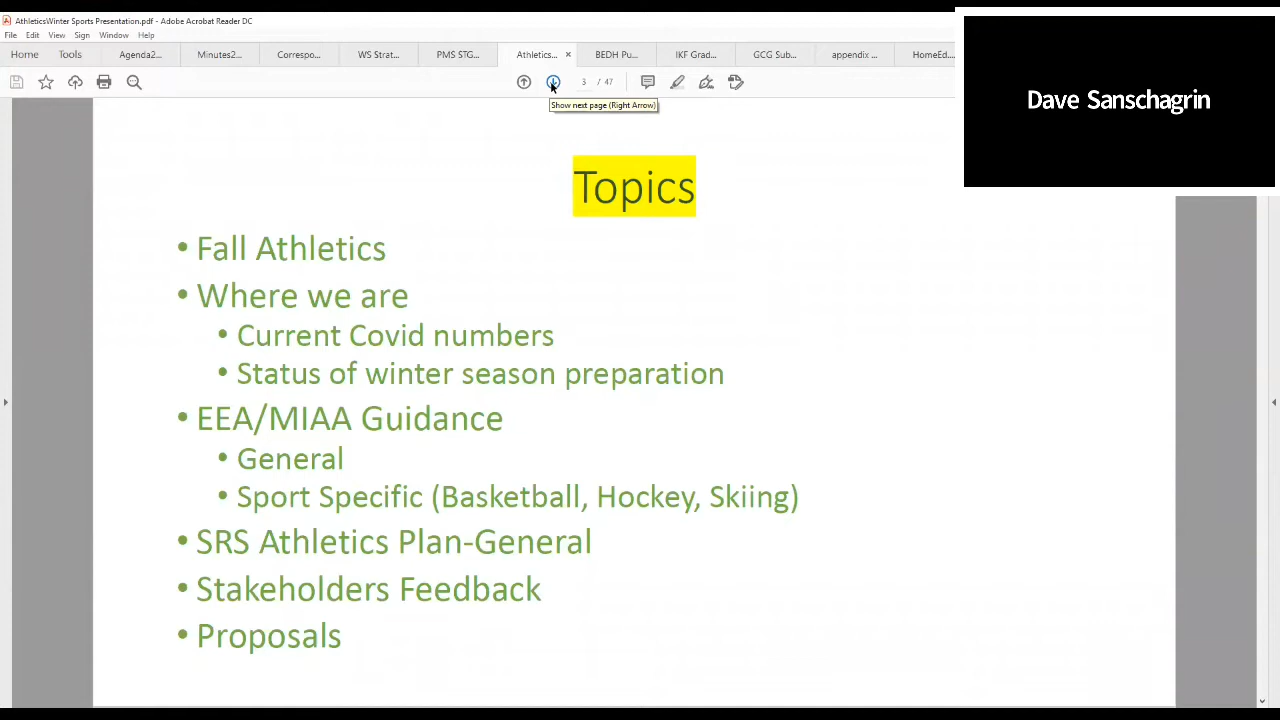 AthleticsWinter Sports Presentation.pdf - Adobe Acrobat Reader DC
File Edit View Sign Window Help
Home Tools Agenda2... Minutes2... Correspo... WS Strat... PMS STG... Athletics... × BEDH Pu... IKF Grad... GCG Sub... appendix ... HomeEd...
3 / 47
Show next page (Right Arrow)
Dave Sanschagrin
Topics
• Fall Athletics
• Where we are
• Current Covid numbers
• Status of winter season preparation
• EEA/MIAA Guidance
• General
• Sport Specific (Basketball, Hockey, Skiing)
• SRS Athletics Plan-General
• Stakeholders Feedback
• Proposals